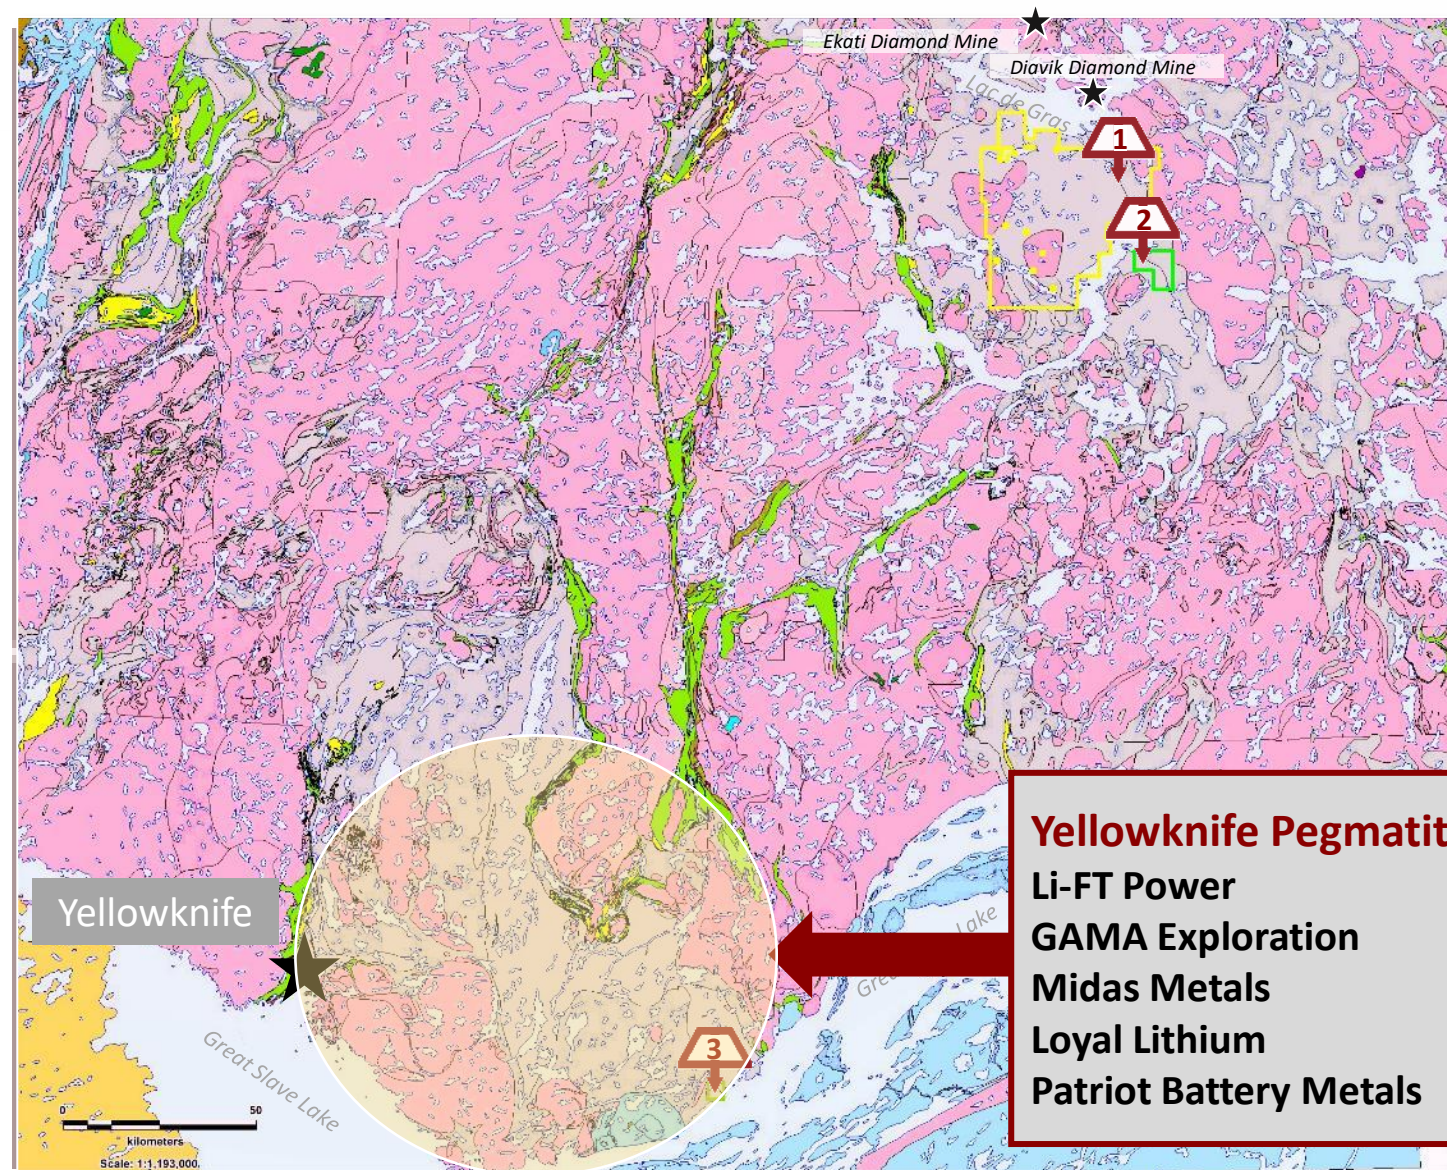 Ekati Diamond Mine
Diavik Diamond Mine
Lac de Gras
1
2
Yellowknife Pegmatit
Li-FT Power
GAMA Exploration
Midas Metals
Loyal Lithium
Patriot Battery Metals
Yellowknife
Great
Lake
3
Great Slave Lake
0 50
kilometers
Scale: 1:1,193,000.